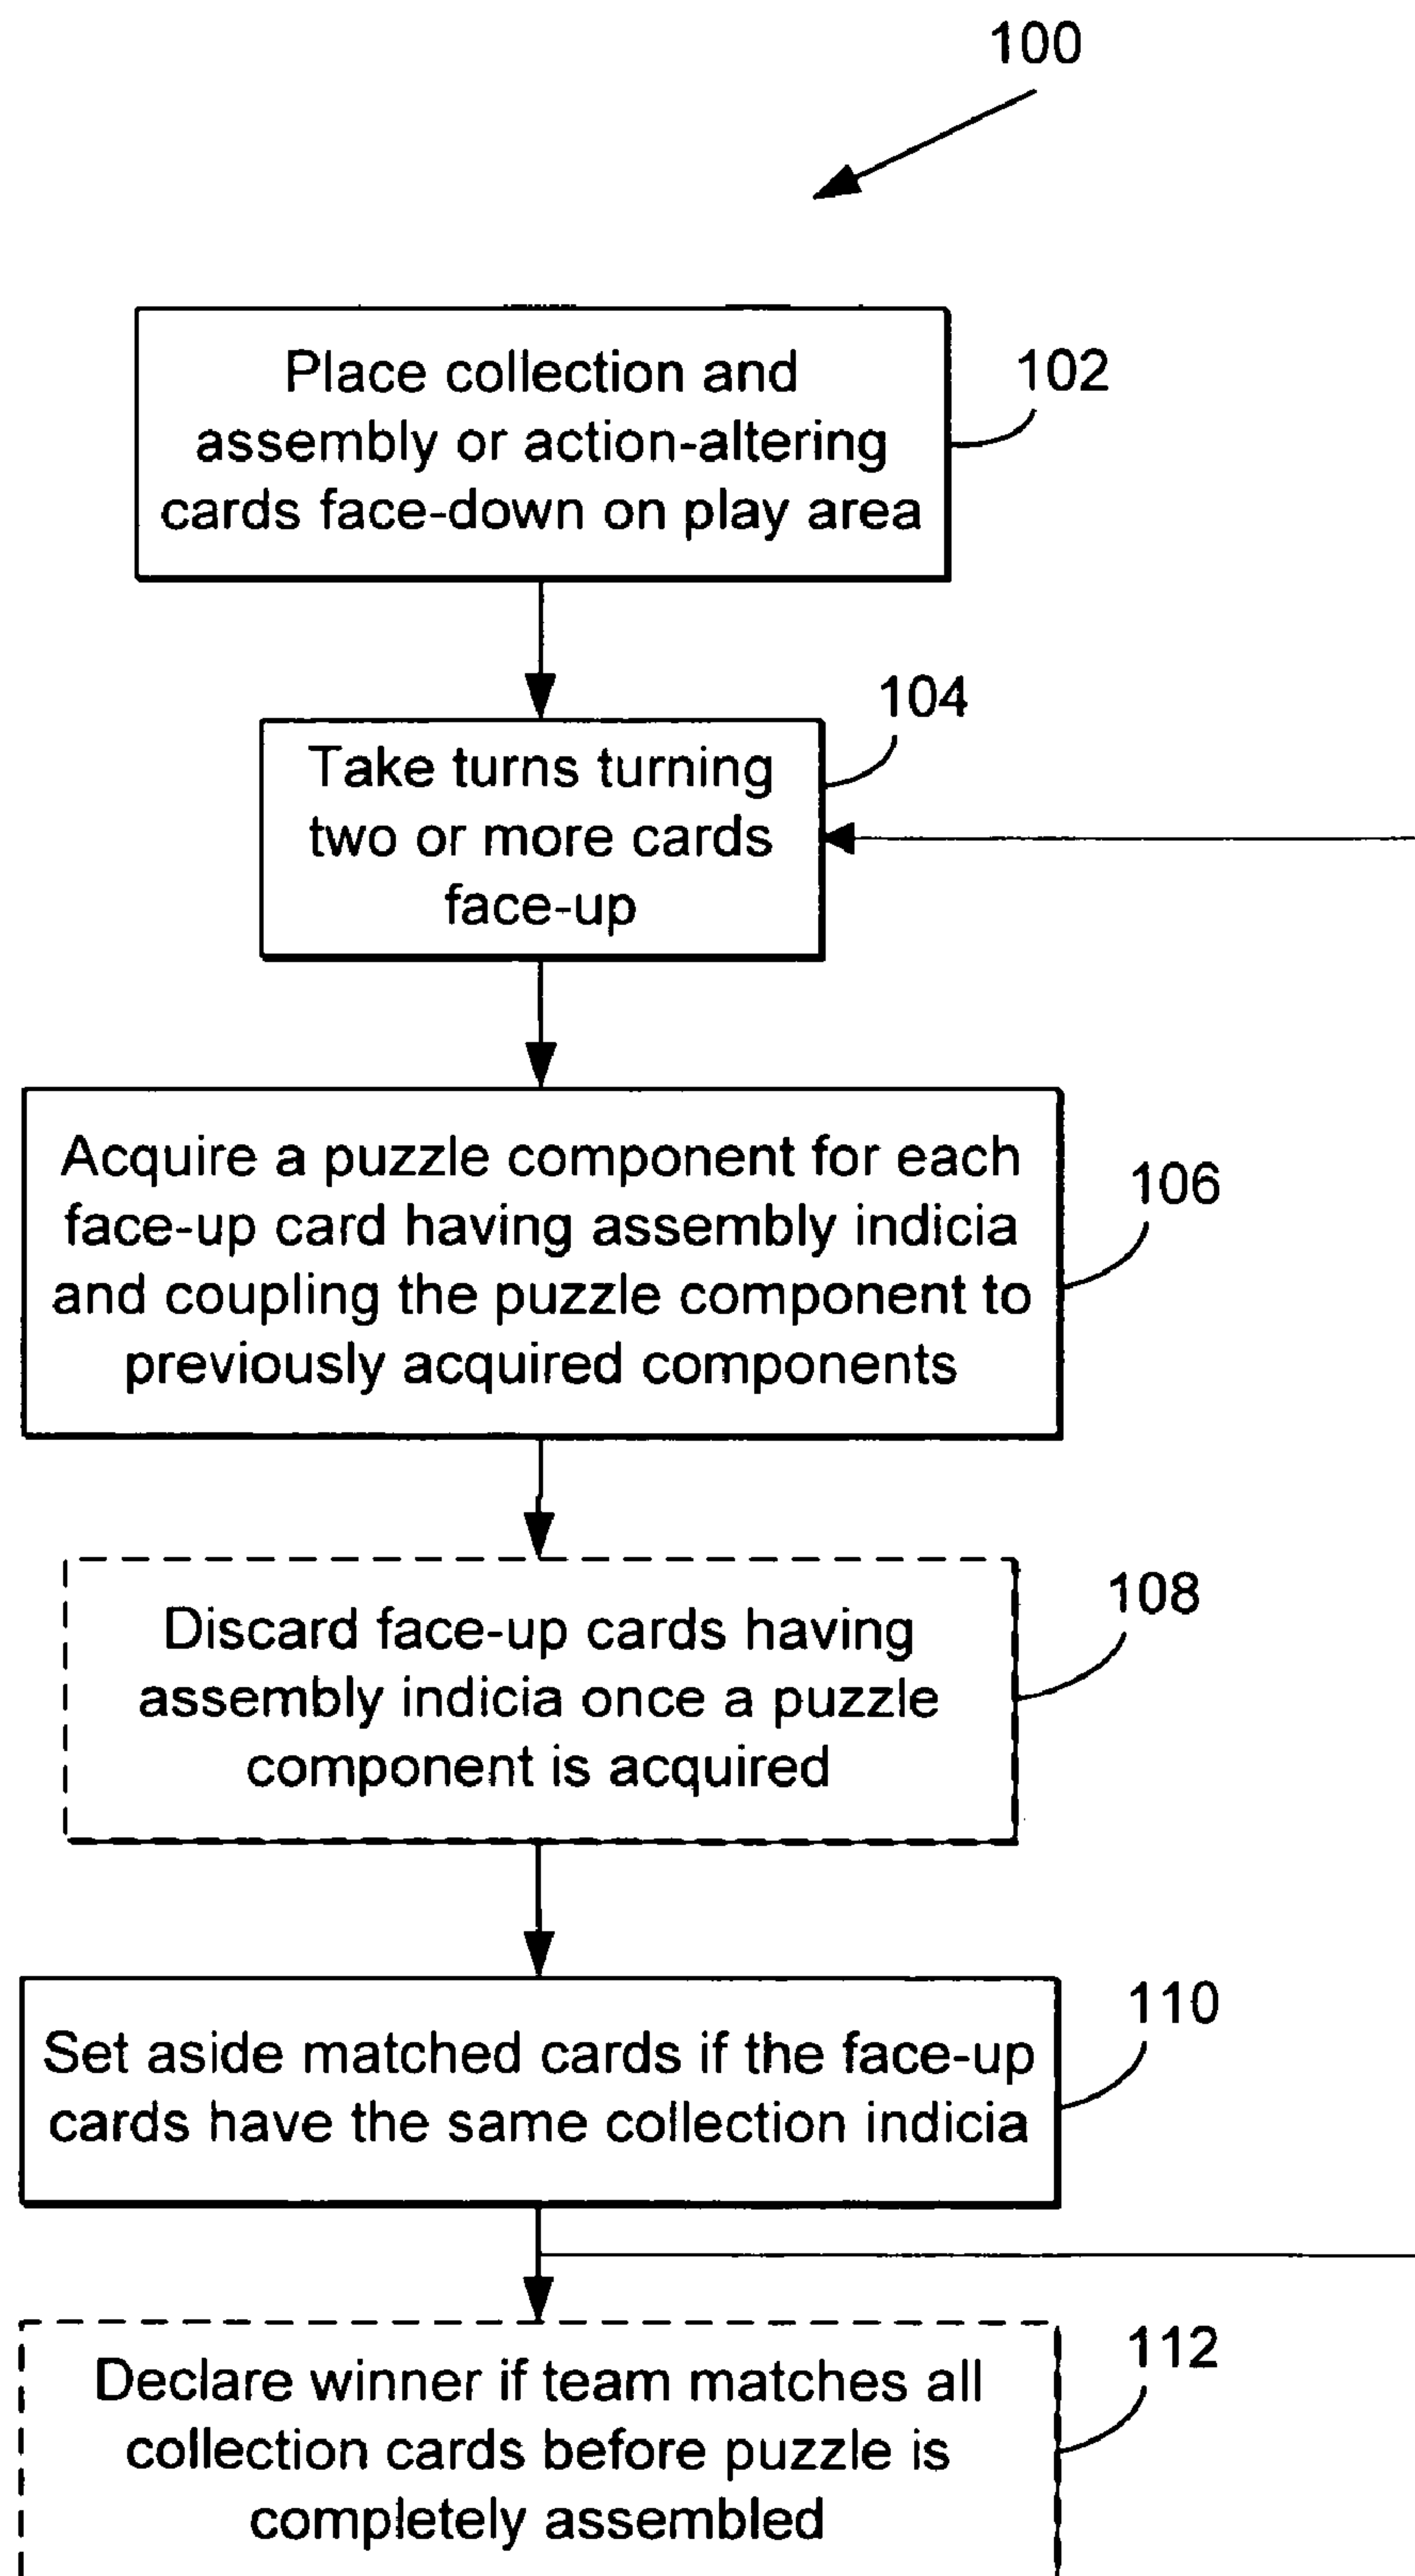 100
Place collection and
assembly or action-altering
cards face-down on play area
102
Take turns turning
two or more cards
face-up
104
Acquire a puzzle component for each
face-up card having assembly indicia
and coupling the puzzle component to
previously acquired components
106
Discard face-up cards having
assembly indicia once a puzzle
component is acquired
108
Set aside matched cards if the face-up
cards have the same collection indicia
110
Declare winner if team matches all
collection cards before puzzle is
completely assembled
112